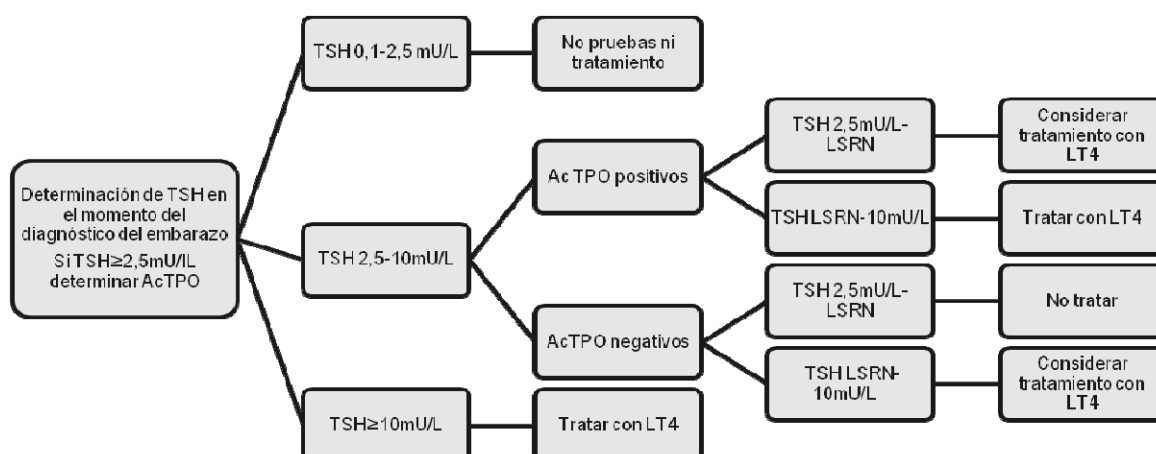 Determinación de TSH en
el momento del
diagnóstico del embarazo
Si TSH≥2,5mU/IL
determinar AcTPO
TSH 0,1-2,5 mU/L
No pruebas ni
tratamiento
TSH 2,5-10mU/L
Ac TPO positivos
TSH 2,5mU/L-
LSRN
Considerar
tratamiento con
LT4
TSH LSRN-10mU/L
Tratar con LT4
AcTPO negativos
TSH 2,5mU/L-
LSRN
No tratar
TSH LSRN-
10mU/L
Considerar
tratamiento con
LT4
TSH≥10mU/L
Tratar con LT4